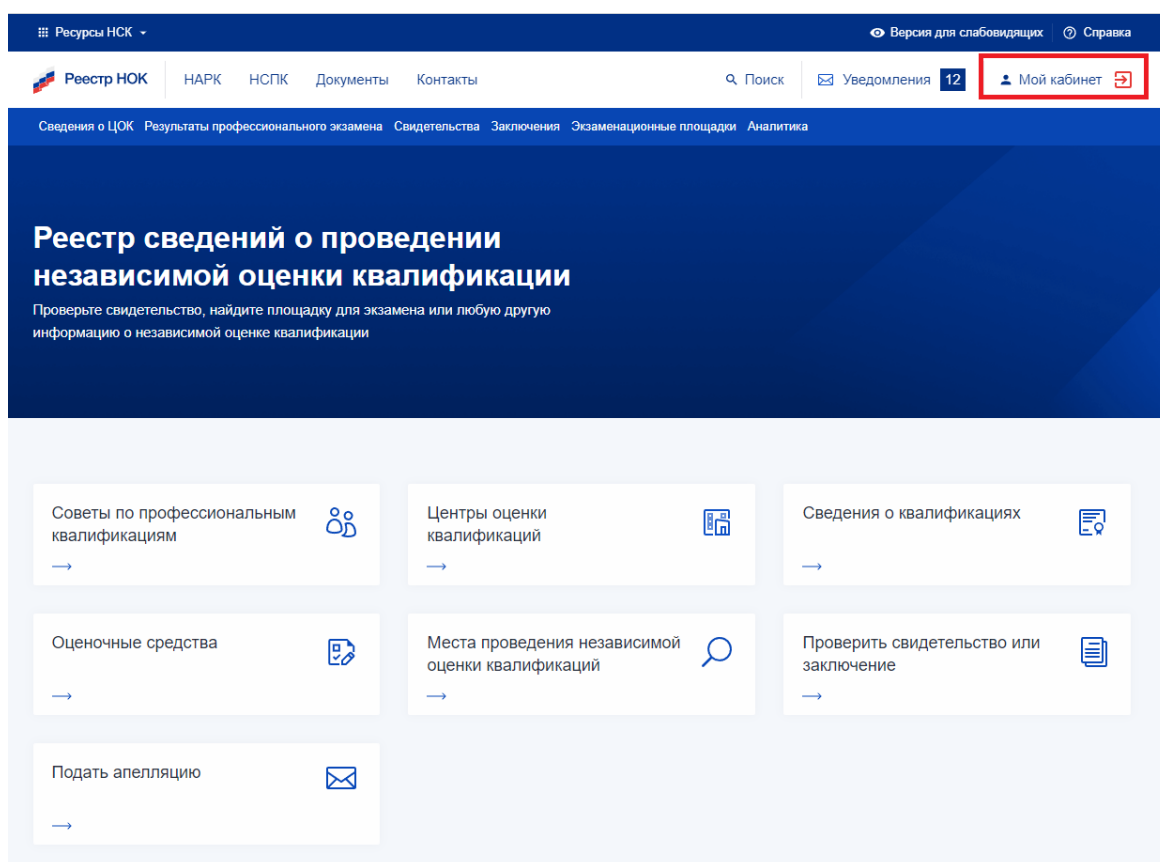 Ресурсы НСК
Версия для слабовидящих
Справка
Реестр НОК
НАРК
НСПК
Документы
Контакты
Поиск
Уведомления 12
Мой кабинет
Сведения о ЦОК
Результаты профессионального экзамена
Свидетельства
Заключения
Экзаменационные площадки
Аналитика
Реестр сведений о проведении
независимой оценки квалификации
Проверьте свидетельство, найдите площадку для экзамена или любую другую
информацию о независимой оценке квалификации
Советы по профессиональным
квалификациям
Центры оценки
квалификаций
Сведения о квалификациях
Оценочные средства
Места проведения независимой
оценки квалификаций
Проверить свидетельство или
заключение
Подать апелляцию